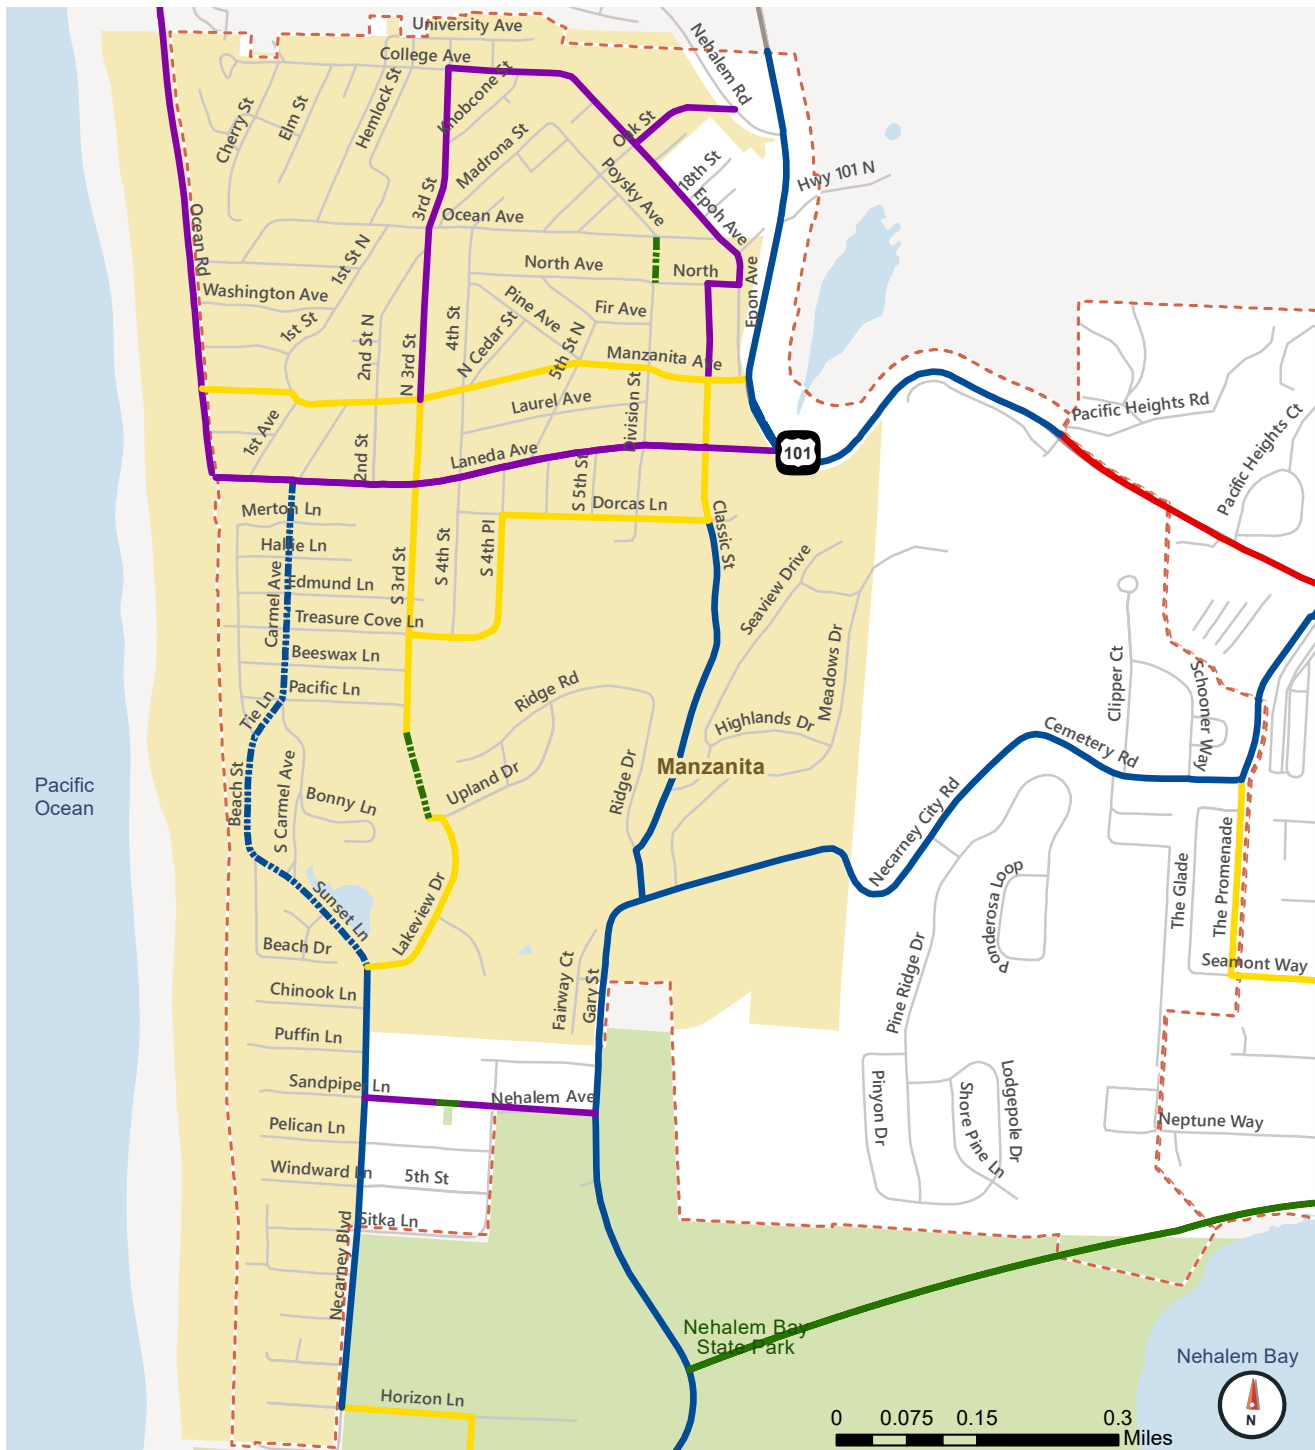 University Ave
College Ave
Nehalem Rd
Knobcone St
Hemlock St
Elm St
Cherry St
Oak St
Madrona St
Poysky Ave
18th St
Hwy 101 N
3rd St
Epoh Ave
Ocean Ave
Ocean Rd
1st St N
North Ave
North
Washington Ave
Epon Ave
Pine Ave
Fir Ave
1st St
2nd St N
N 3rd St
4th St
N Cedar St
5th St N
Manzanita Ave
Division St
Laurel Ave
1st Ave
2nd St
Laneda Ave
101
Pacific Heights Rd
Pacific Heights Ct
S 5th St
Dorcas Ln
Classic St
Merton Ln
Hallie Ln
Carmel Ave
Edmund Ln
S 3rd St
S 4th St
S 4th Pl
Treasure Cove Ln
Seaview Drive
Beeswax Ln
Pacific Ln
Meadows Dr
Clipper Ct
Schooner Way
Tie Ln
Ridge Rd
Highlands Dr
Cemetery Rd
Manzanita
Pacific
Ocean
Beach St
S Carmel Ave
Bonny Ln
Upland Dr
Ridge Dr
Necarney City Rd
The Promenade
The Glade
Ponderosa Loop
Sunset Ln
Lakeview Dr
Beach Dr
Seamont Way
Fairway Ct
Gary St
Pine Ridge Dr
Chinook Ln
Puffin Ln
Sandpiper Ln
Nehalem Ave
Pinyon Dr
Shore Pine Ln
Lodgepole Dr
Pelican Ln
Neptune Way
Windward Ln
5th St
Sitka Ln
Necarney Blvd
Nehalem Bay
State Park
Nehalem Bay
Horizon Ln
N
0 0.075 0.15 0.3
Miles